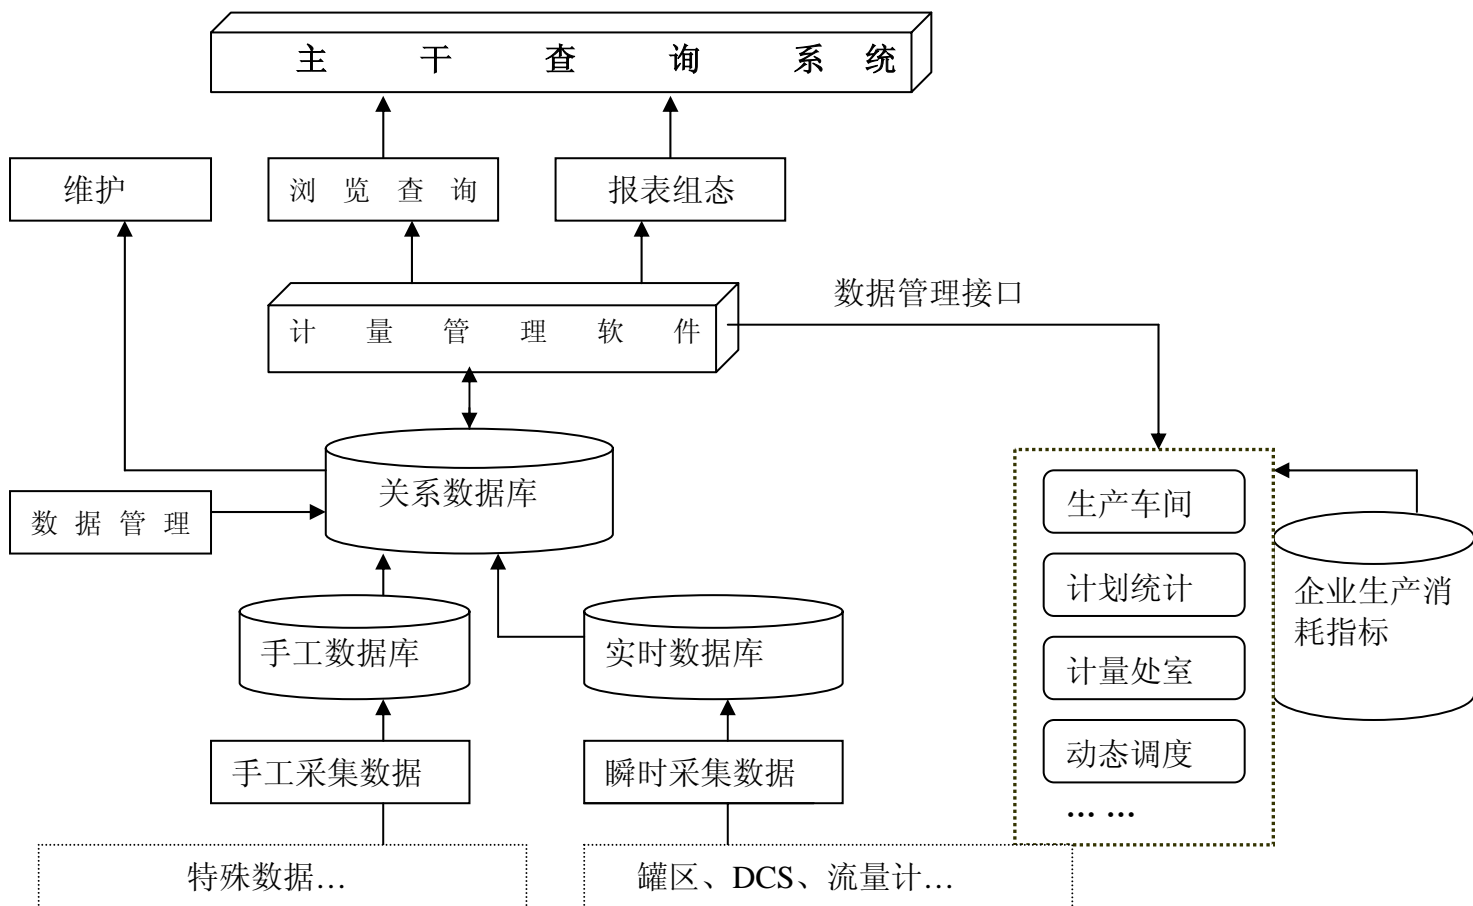 主干查询系统
维护
浏览查询
报表组态
数据管理接口
计量管理软件
关系数据库
数据管理
生产车间
计划统计
企业生产消
耗指标
手工数据库
实时数据库
计量处室
动态调度
手工采集数据
瞬时采集数据
... ...
特殊数据...
罐区、DCS、流量计...